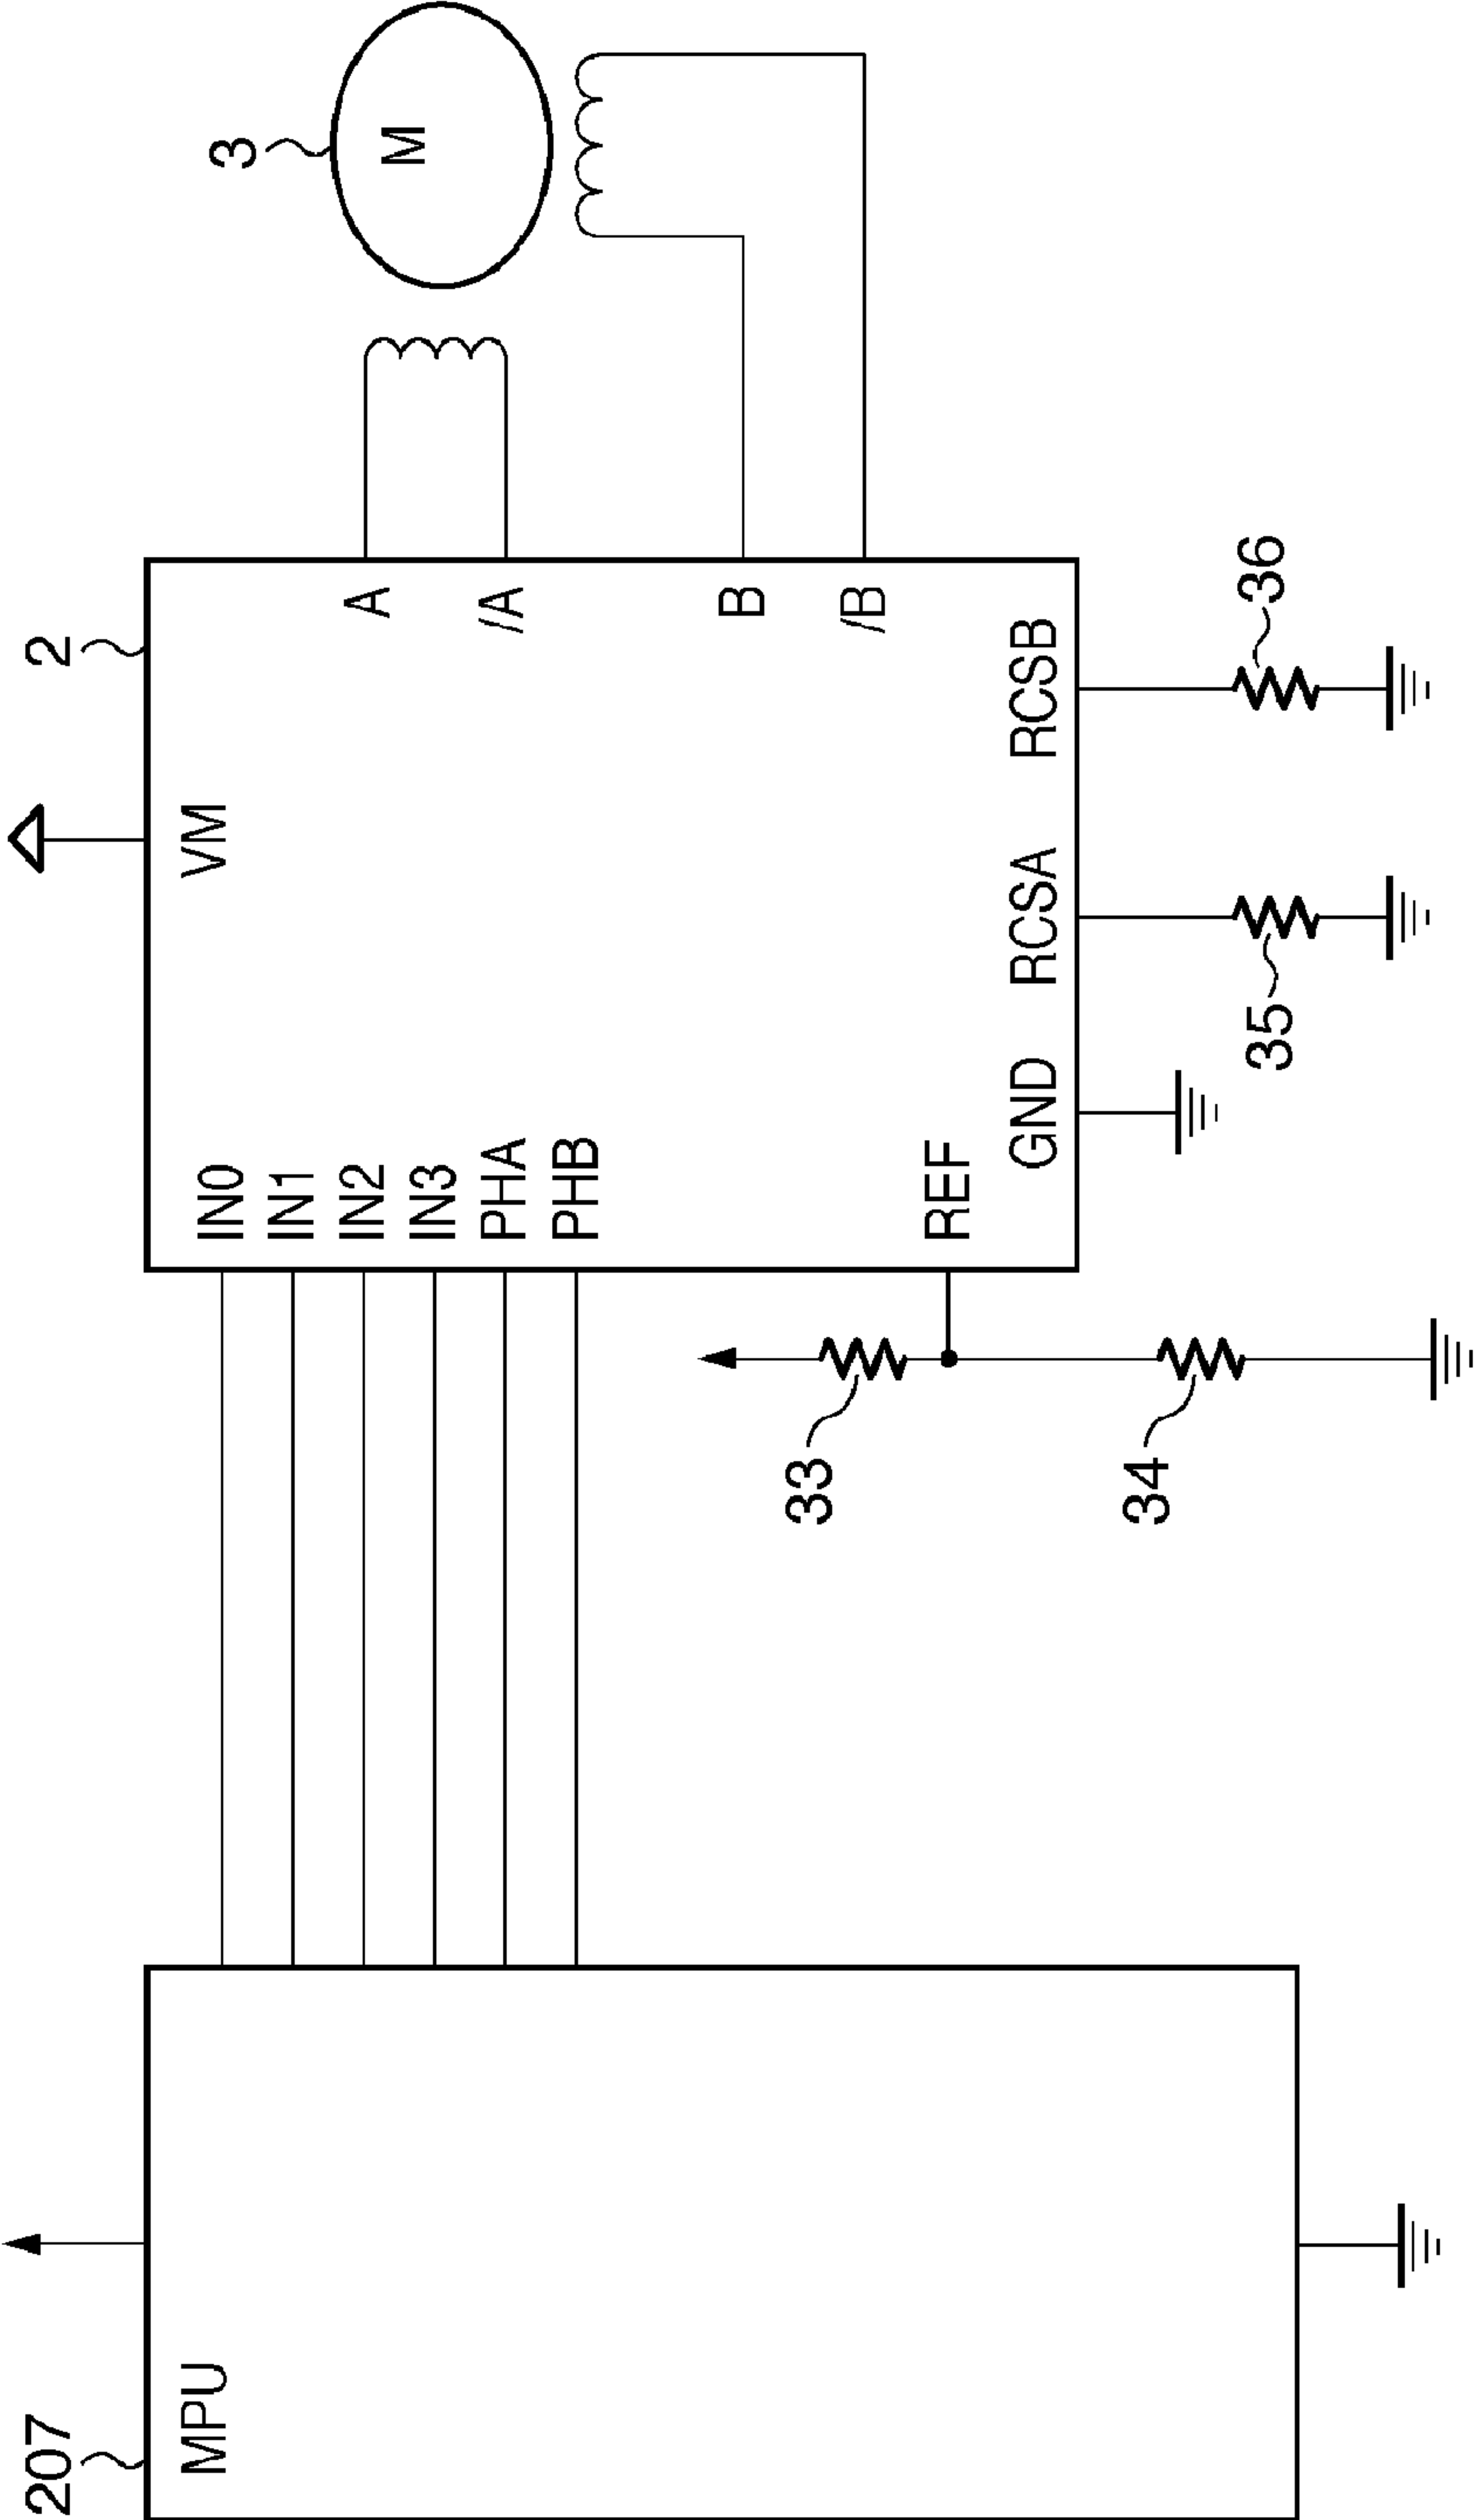 207
2
3
MPU
VM
M
IN0
IN1
IN2
IN3
PHA
PHB
A
/A
B
/B
33
REF
GND
RCSA
RCSB
34
35
36